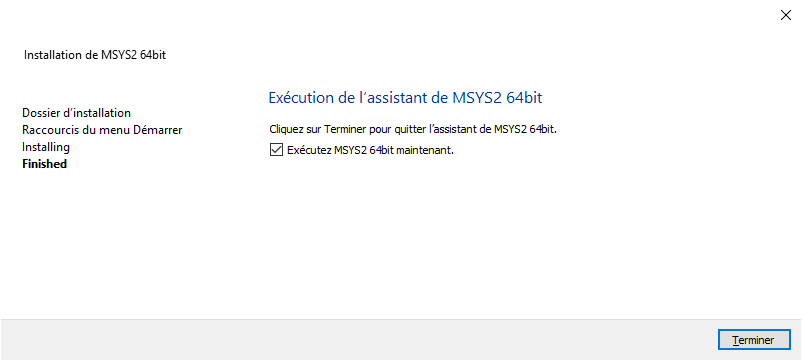 Installation de MSYS2 64bit
Dossier d’installation
Raccourcis du menu Démarrer
Installing
Finished
Exécution de l’assistant de MSYS2 64bit
Cliquez sur Terminer pour quitter l’assistant de MSYS2 64bit.
Exécutez MSYS2 64bit maintenant.
Terminer